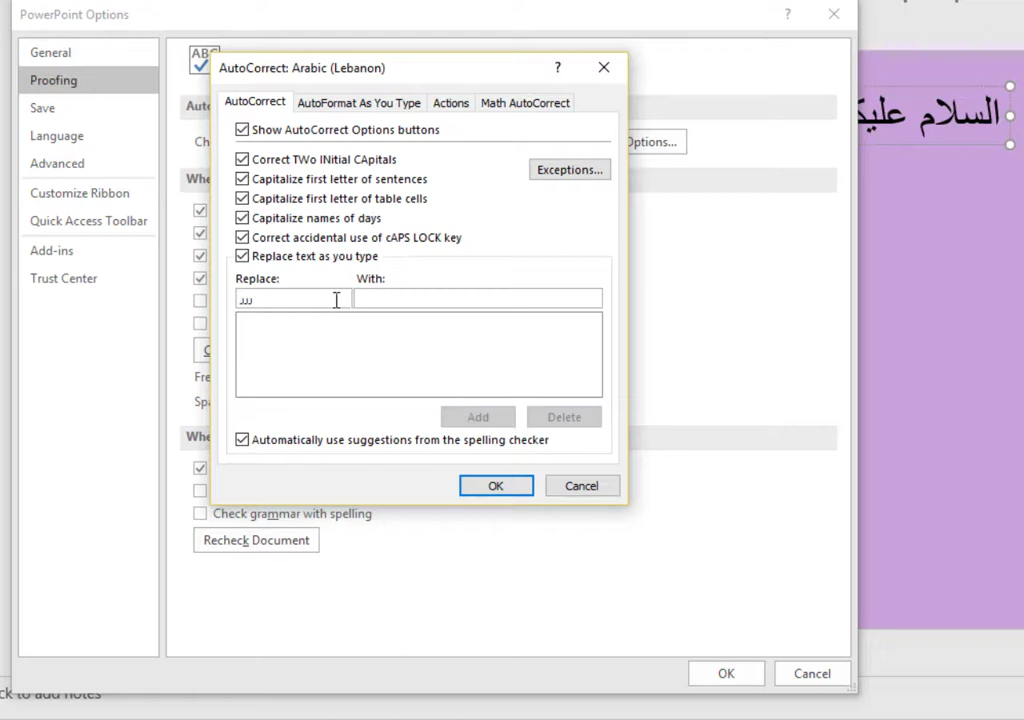 PowerPoint Options
?
General
Proofing
Save
Language
Advanced
Customize Ribbon
Quick Access Toolbar
Add-ins
Trust Center
ABC
AutoCorrect: Arabic (Lebanon)
?
AutoCorrect
AutoFormat As You Type
Actions
Math AutoCorrect
Show AutoCorrect Options buttons
Correct TWo INitial CApitals
Exceptions...
Capitalize first letter of sentences
Capitalize first letter of table cells
Capitalize names of days
Correct accidental use of cAPS LOCK key
Replace text as you type
Replace:
With:
Add
Delete
Automatically use suggestions from the spelling checker
OK
Cancel
Check grammar with spelling
Recheck Document
OK
Cancel
السلام
to add notes